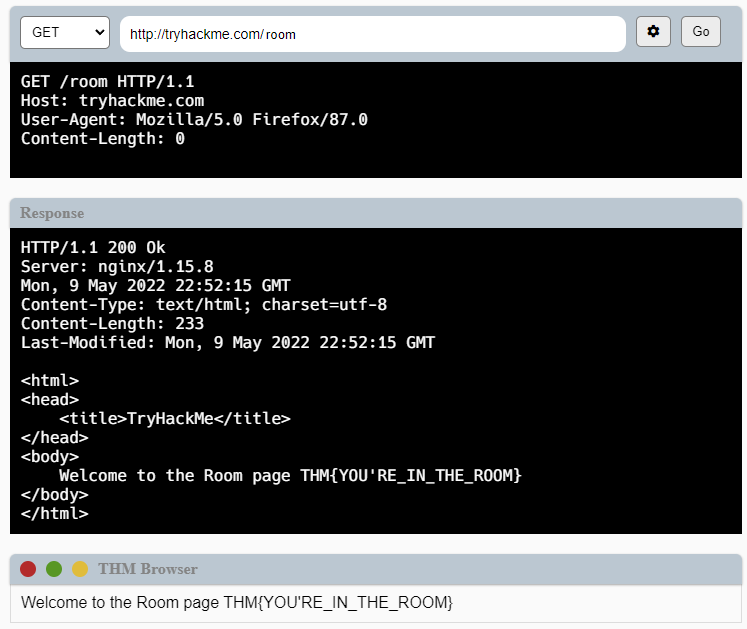 GET
http://tryhackme.com/room
Go
GET /room HTTP/1.1
Host: tryhackme.com
User-Agent: Mozilla/5.0 Firefox/87.0
Content-Length: 0
Response
HTTP/1.1 200 Ok
Server: nginx/1.15.8
Mon, 9 May 2022 22:52:15 GMT
Content-Type: text/html; charset=utf-8
Content-Length: 233
Last-Modified: Mon, 9 May 2022 22:52:15 GMT
<html>
<head>
    <title>TryHackMe</title>
</head>
<body>
    Welcome to the Room page THM{YOU'RE_IN_THE_ROOM}
</body>
</html>
THM Browser
Welcome to the Room page THM{YOU'RE_IN_THE_ROOM}